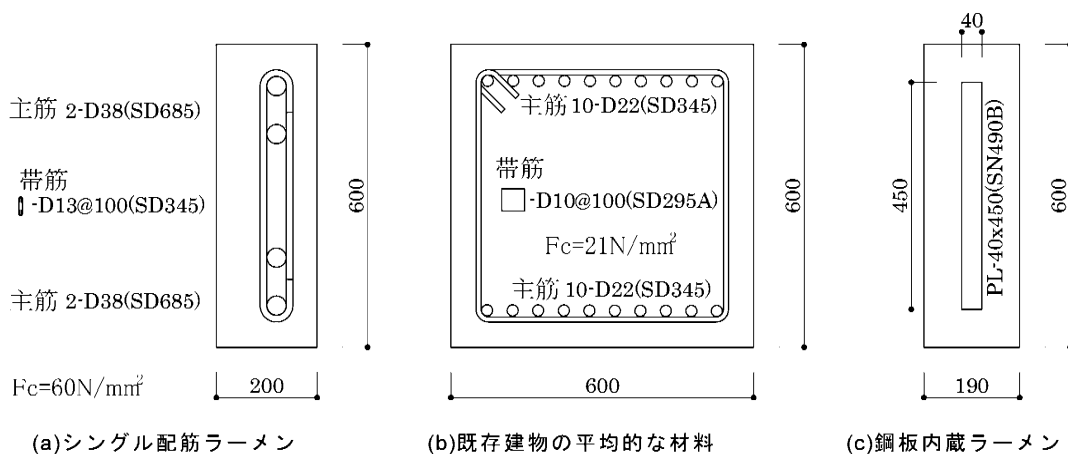 主筋 2-D38(SD685)
帯筋
-D13@100(SD345)
主筋 2-D38(SD685)
Fc=60N/mm²
200
600
(a)シングル配筋ラーメン
主筋 10-D22(SD345)
帯筋
-D10@100(SD295A)
Fc=21N/mm²
主筋 10-D22(SD345)
600
600
(b)既存建物の平均的な材料
40
450
PL-40x450(SN490B)
600
190
(c)鋼板内蔵ラーメン